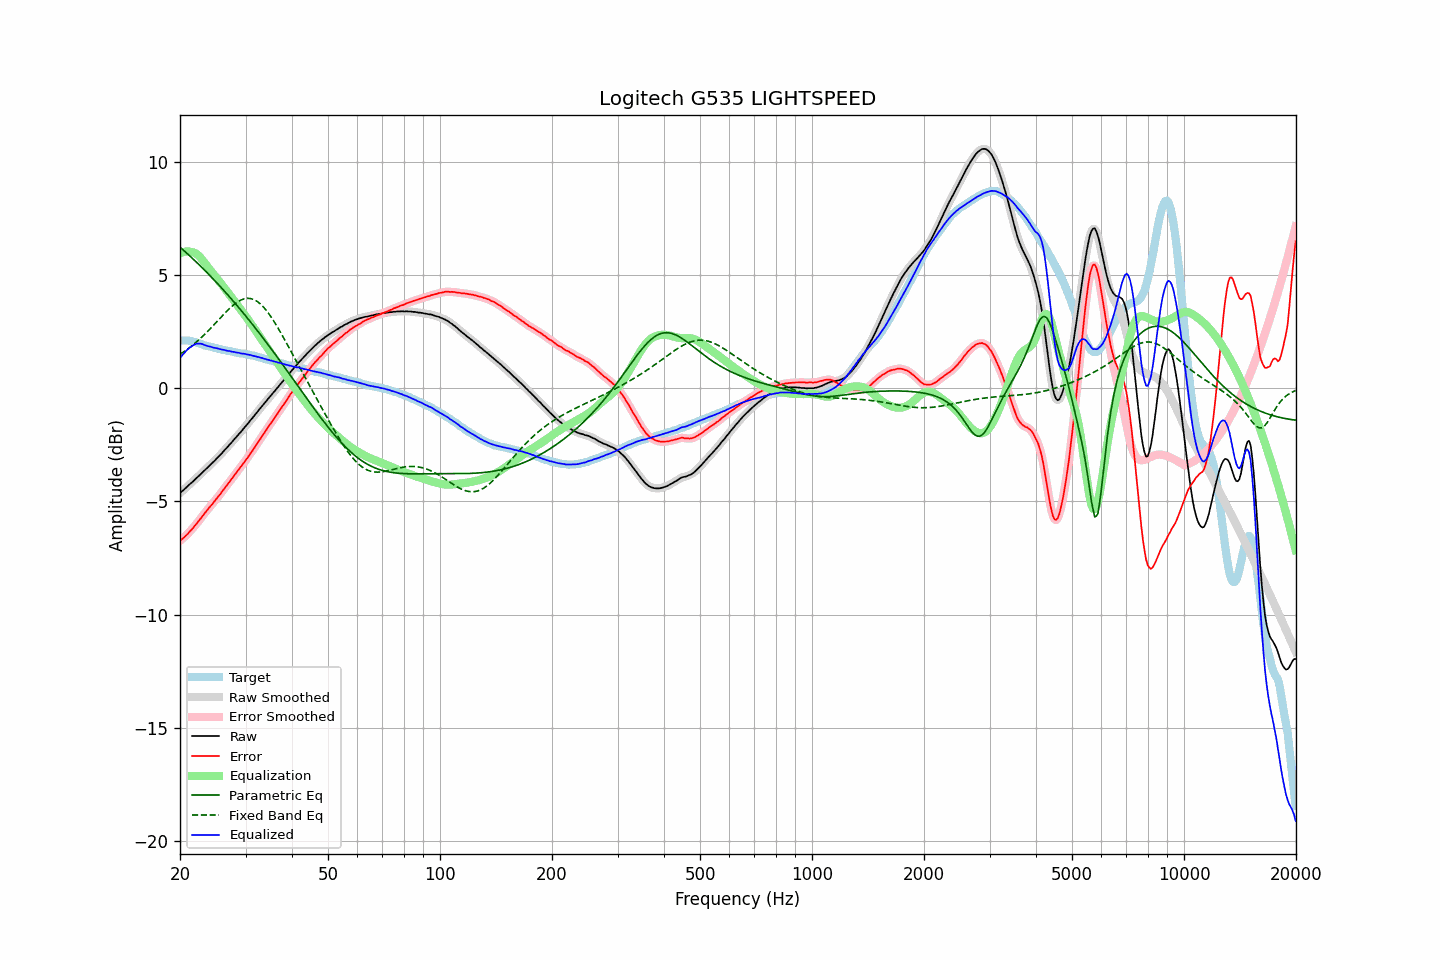 Logitech G535 LIGHTSPEED
Amplitude (dBr)
10
5
0
−5
−10
−15
−20
Target
Raw Smoothed
Error Smoothed
Raw
Error
Equalization
Parametric Eq
Fixed Band Eq
Equalized
20
50
100
200
500
1000
2000
5000
10000
20000
Frequency (Hz)